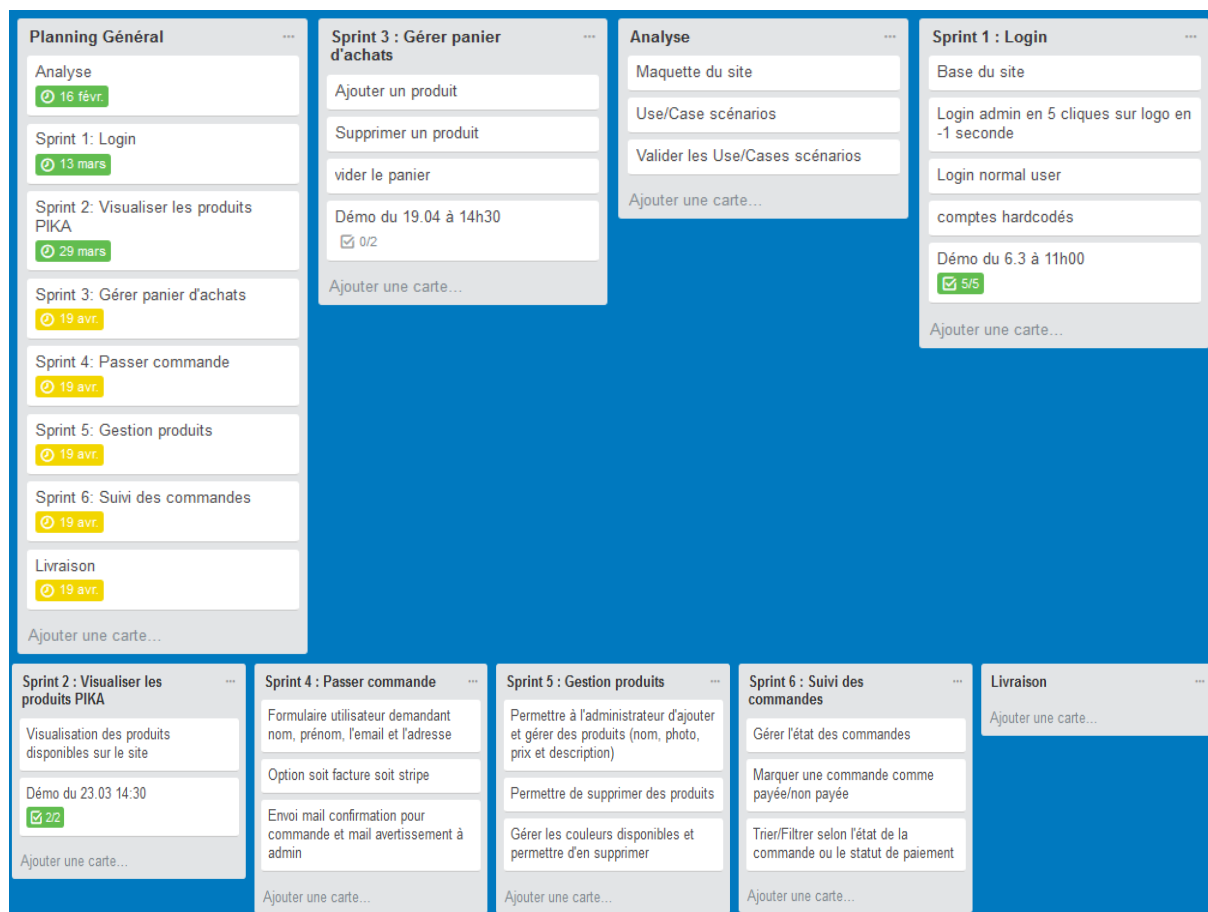 Planning Général
Analyse
16 févr.
Sprint 1: Login
13 mars
Sprint 2: Visualiser les produits
PIKA
29 mars
Sprint 3: Gérer panier d'achats
19 avr.
Sprint 4: Passer commande
19 avr.
Sprint 5: Gestion produits
19 avr.
Sprint 6: Suivi des commandes
19 avr.
Livraison
19 avr.
Ajouter une carte...
Sprint 3 : Gérer panier
d'achats
Ajouter un produit
Supprimer un produit
vider le panier
Démo du 19.04 à 14h30
0/2
Ajouter une carte...
Analyse
Maquette du site
Use/Case scénarios
Valider les Use/Cases scénarios
Ajouter une carte...
Sprint 1 : Login
Base du site
Login admin en 5 cliques sur logo en
-1 seconde
Login normal user
comptes hardcodés
Démo du 6.3 à 11h00
5/5
Ajouter une carte...
Sprint 2 : Visualiser les
produits PIKA
Visualisation des produits
disponibles sur le site
Démo du 23.03 14:30
2/2
Ajouter une carte...
Sprint 4 : Passer commande
Formulaire utilisateur demandant
nom, prénom, l'email et l'adresse
Option soit facture soit stripe
Envoi mail confirmation pour
commande et mail avertissement à
admin
Ajouter une carte...
Sprint 5 : Gestion produits
Permettre à l'administrateur d'ajouter
et gérer des produits (nom, photo,
prix et description)
Permettre de supprimer des produits
Gérer les couleurs disponibles et
permettre d'en supprimer
Ajouter une carte...
Sprint 6 : Suivi des
commandes
Gérer l'état des commandes
Marquer une commande comme
payée/non payée
Trier/Filtrer selon l'état de la
commande ou le statut de paiement
Ajouter une carte...
Livraison
Ajouter une carte...